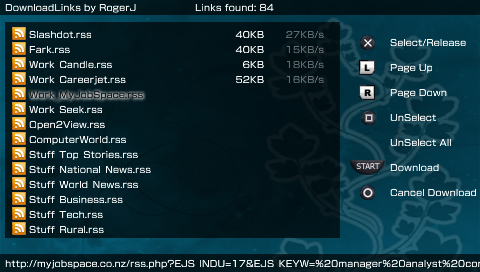 DownloadLinks by RogerJ Links found: 84
Slashdot.rss 40KB 27KB/s
Fark.rss 40KB 15KB/s
Work Candle.rss 6KB 18KB/s
Work Careerjet.rss 52KB 16KB/s
Work MyJobSpace.rss
Work Seek.rss
Open2View.rss
ComputerWorld.rss
Stuff Top Stories.rss
Stuff National News.rss
Stuff World News.rss
Stuff Business.rss
Stuff Tech.rss
Stuff Rural.rss
Select/Release
L Page Up
R Page Down
UnSelect
UnSelect All
START Download
Cancel Download
http://myjobspace.co.nz/rss.php?EJS_INDU=17&EJS_KEYW=%20manager%20analyst%20con